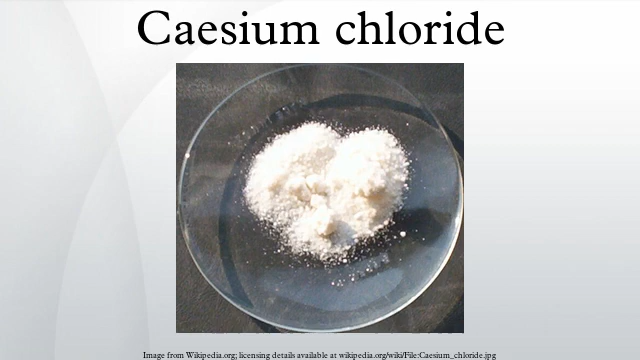 Caesium chloride
Image from Wikipedia.org; licensing details available at wikipedia.org/wiki/File:Caesium_chloride.jpg